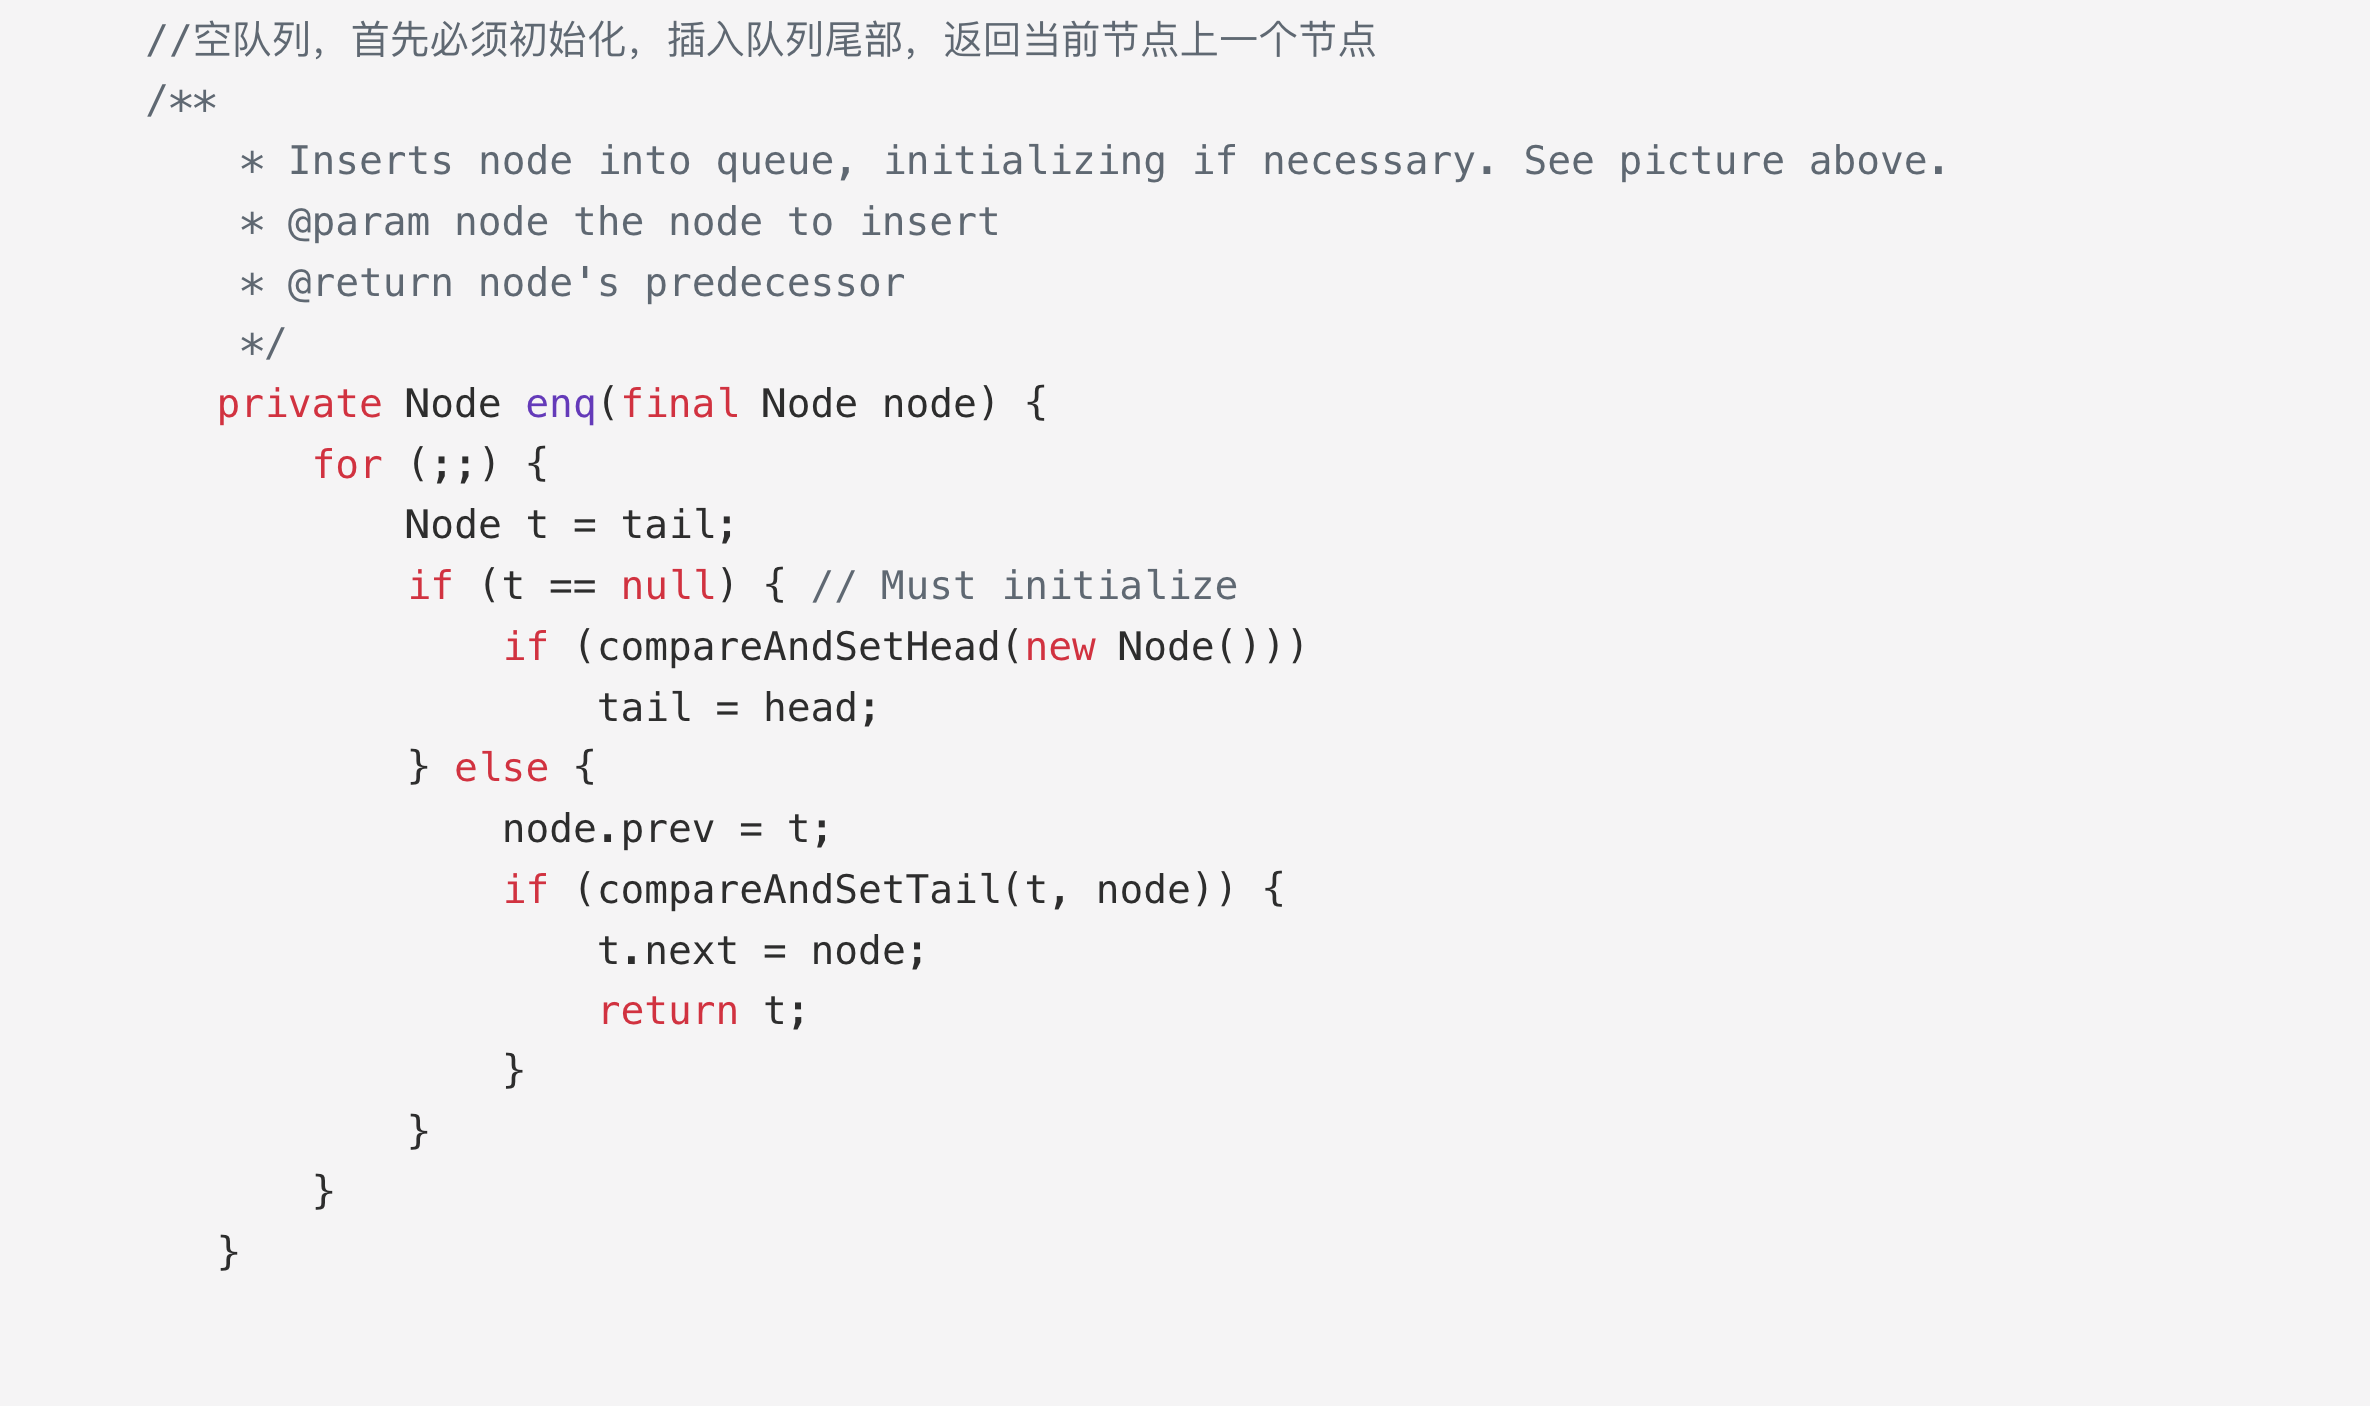 //空队列，首先必须初始化，插入队列尾部，返回当前节点上一个节点
/**
    * Inserts node into queue, initializing if necessary. See picture above.
    * @param node the node to insert
    * @return node's predecessor
    */
   private Node enq(final Node node) {
       for (;;) {
           Node t = tail;
           if (t == null) { // Must initialize
               if (compareAndSetHead(new Node()))
                   tail = head;
           } else {
               node.prev = t;
               if (compareAndSetTail(t, node)) {
                   t.next = node;
                   return t;
               }
           }
       }
   }